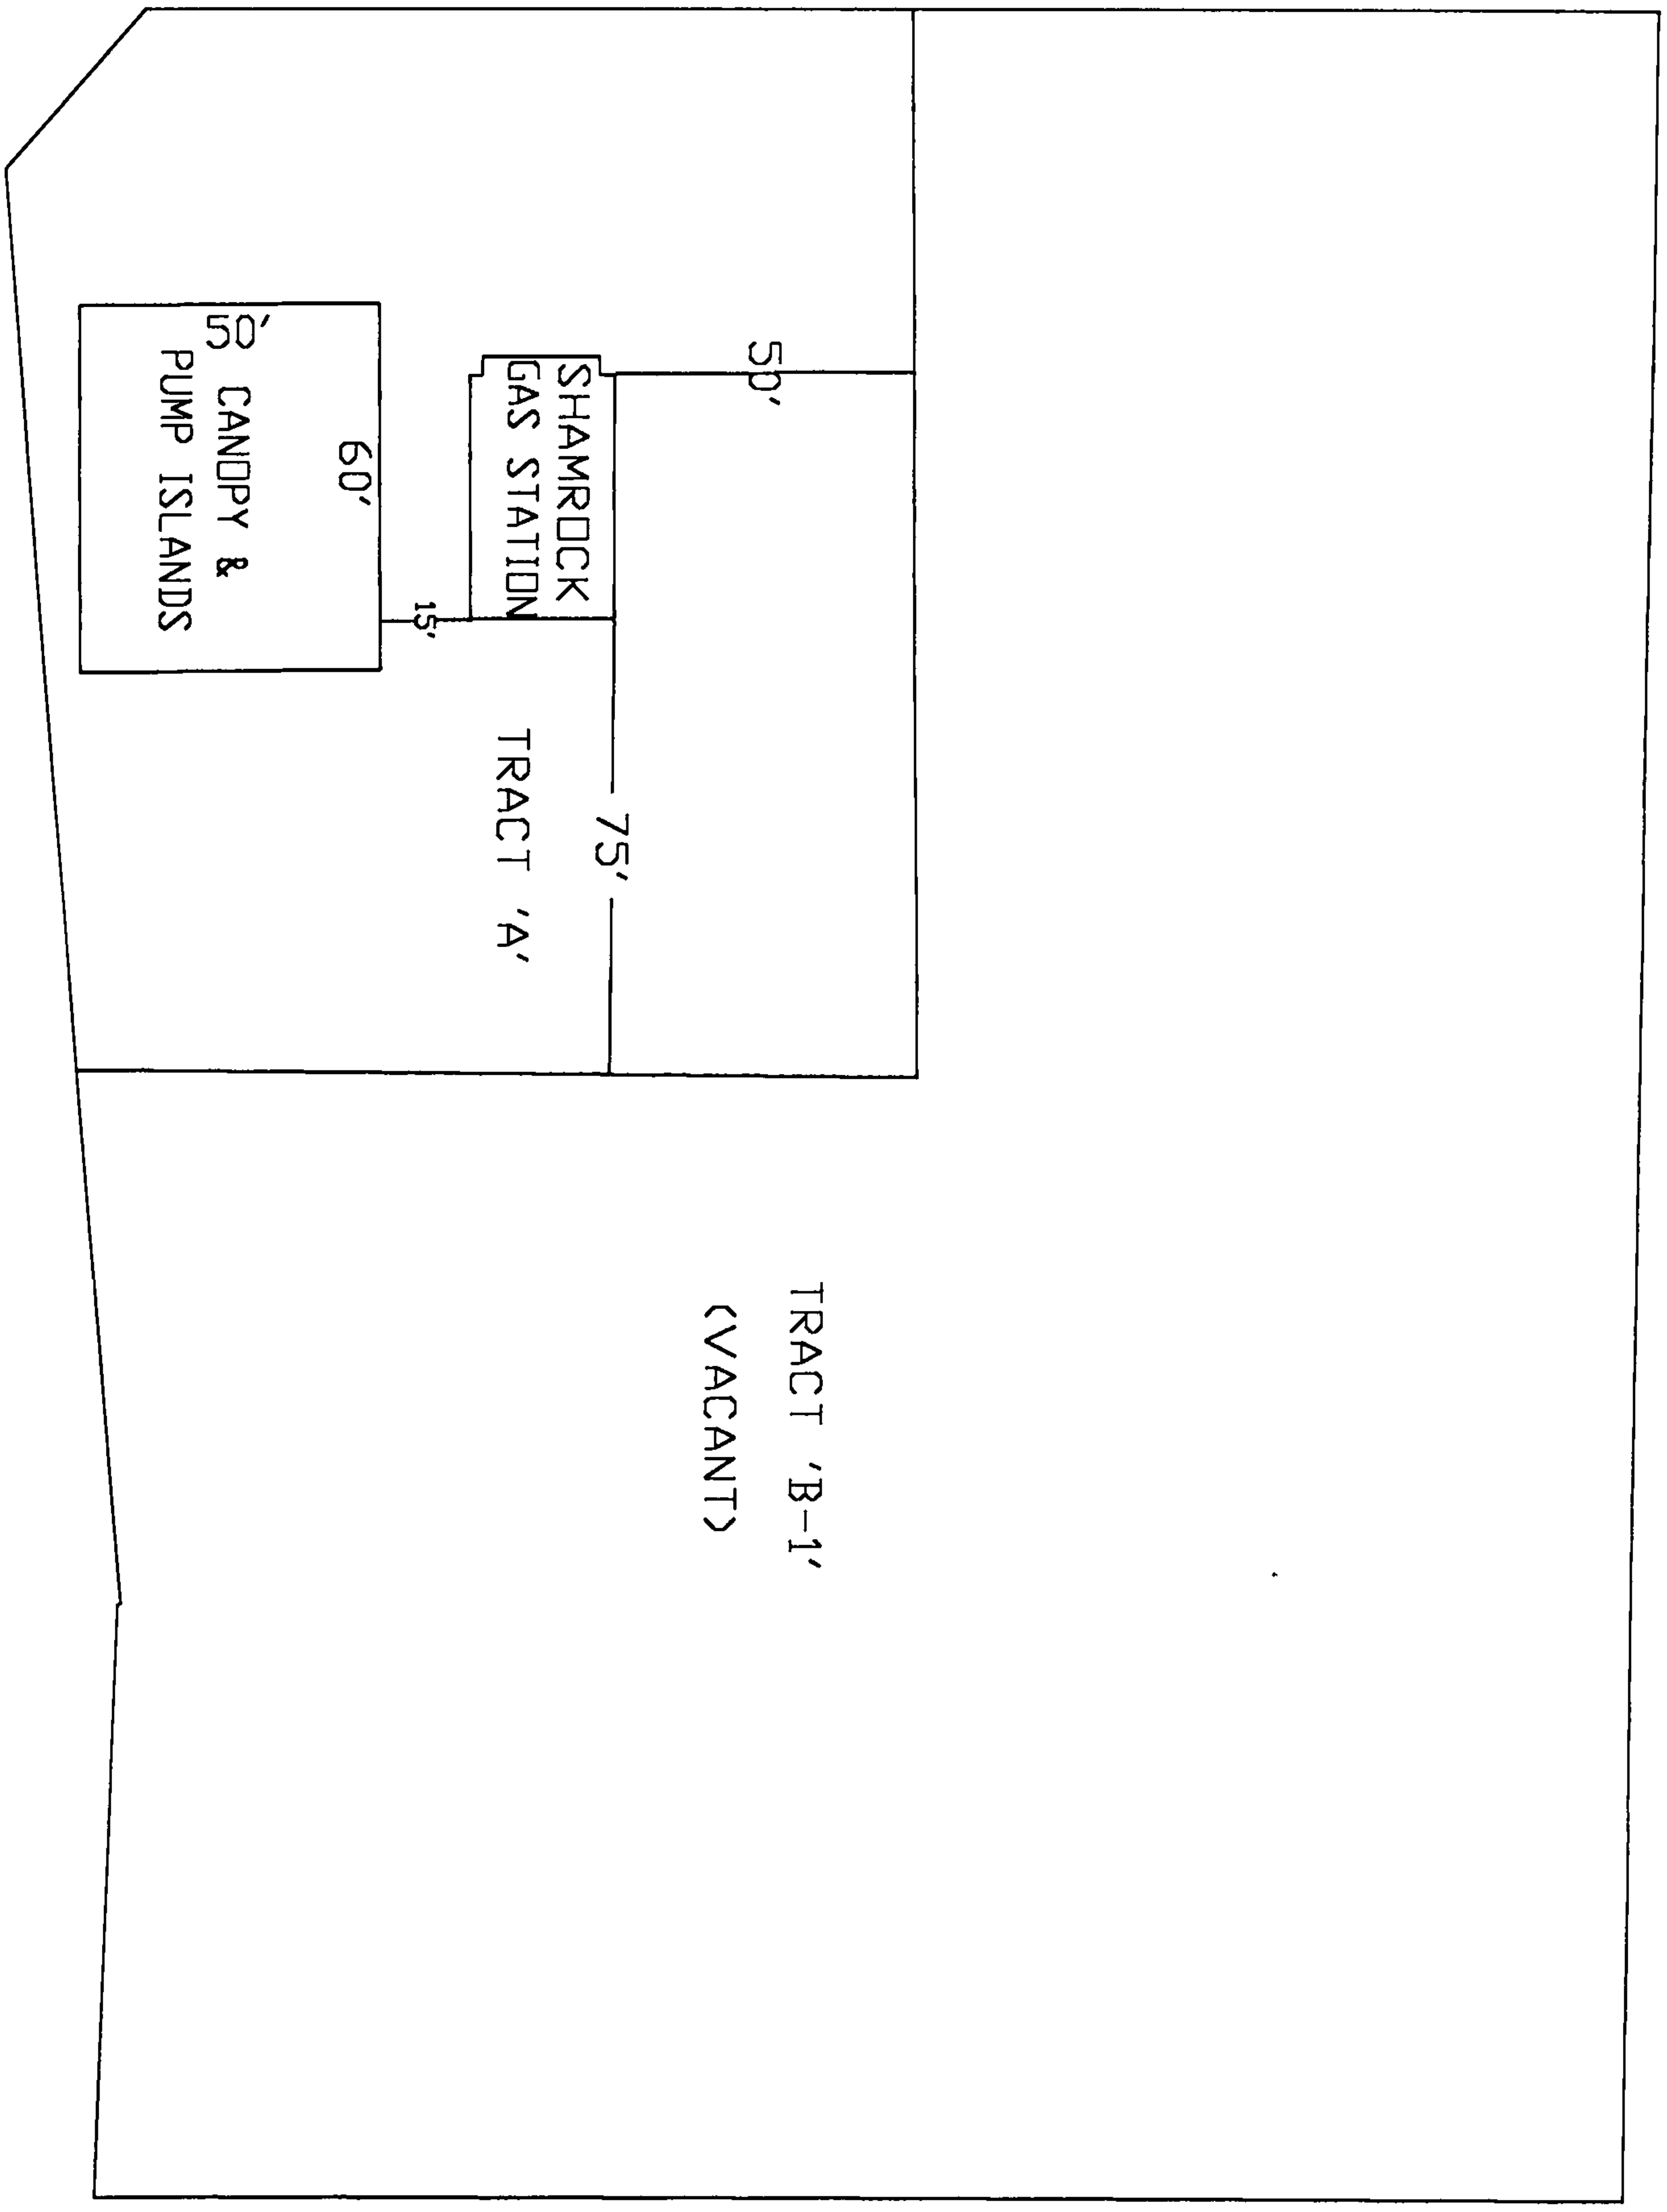 TRACT 'B-1'
(VACANT)
50'
75'
SHAMROCK
GAS STATION
TRACT 'A'
15'
60'
50'
CANOPY &
PUMP ISLANDS